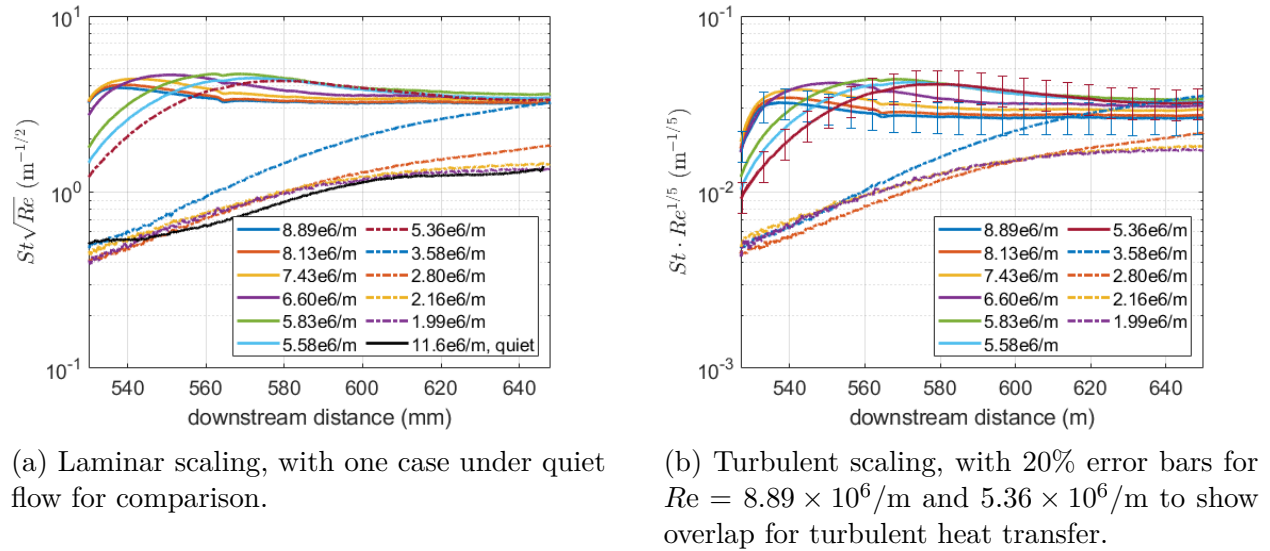 10^1
10^0
10^-1
St√Re (m^{-1/2})
540 560 580 600 620 640
downstream distance (mm)
8.89e6/m 5.36e6/m
8.13e6/m 3.58e6/m
7.43e6/m 2.80e6/m
6.60e6/m 2.16e6/m
5.83e6/m 1.99e6/m
5.58e6/m 11.6e6/m, quiet
(a) Laminar scaling, with one case under quiet
flow for comparison.
10^-1
10^-2
10^-3
St · Re^{1/5} (m^{-1/5})
540 560 580 600 620 640
downstream distance (m)
8.89e6/m 5.36e6/m
8.13e6/m 3.58e6/m
7.43e6/m 2.80e6/m
6.60e6/m 2.16e6/m
5.83e6/m 1.99e6/m
5.58e6/m
(b) Turbulent scaling, with 20% error bars for
Re = 8.89 × 10^6/m and 5.36 × 10^6/m to show
overlap for turbulent heat transfer.